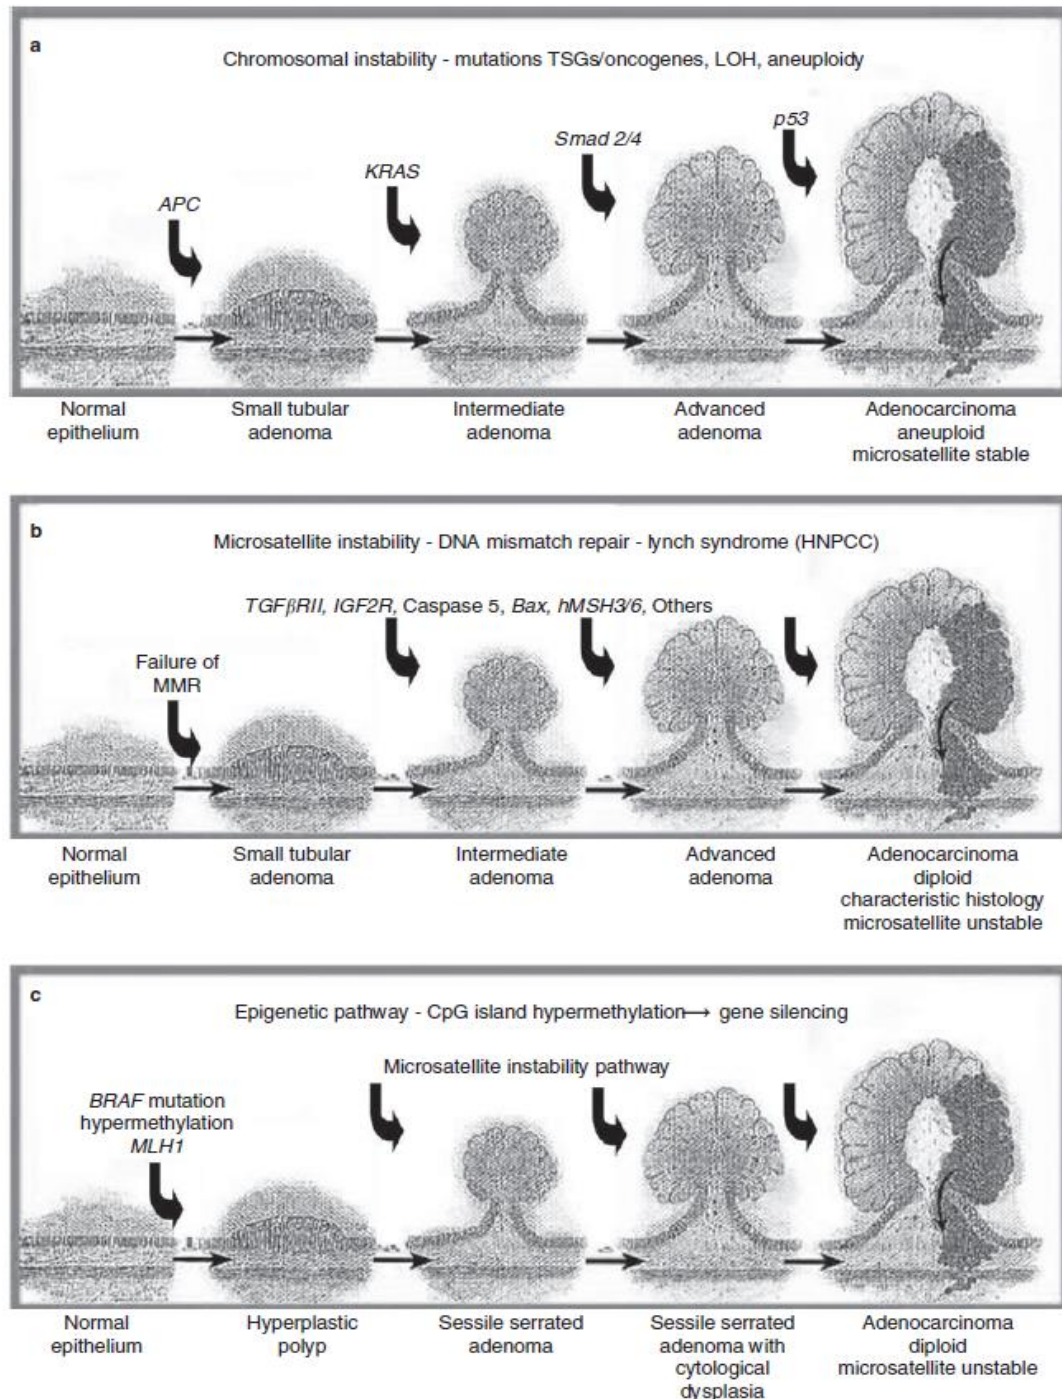 a
Chromosomal instability - mutations TSGs/oncogenes, LOH, aneuploidy
p53
Smad 2/4
KRAS
APC
Normal
epithelium
Small tubular
adenoma
Intermediate
adenoma
Advanced
adenoma
Adenocarcinoma
aneuploid
microsatellite stable
b
Microsatellite instability - DNA mismatch repair - lynch syndrome (HNPCC)
TGFβRII, IGF2R, Caspase 5, Bax, hMSH3/6, Others
Failure of
MMR
Normal
epithelium
Small tubular
adenoma
Intermediate
adenoma
Advanced
adenoma
Adenocarcinoma
diploid
characteristic histology
microsatellite unstable
c
Epigenetic pathway - CpG island hypermethylation→ gene silencing
Microsatellite instability pathway
BRAF mutation
hypermethylation
MLH1
Normal
epithelium
Hyperplastic
polyp
Sessile serrated
adenoma
Sessile serrated
adenoma with
cytological
dysplasia
Adenocarcinoma
diploid
microsatellite unstable